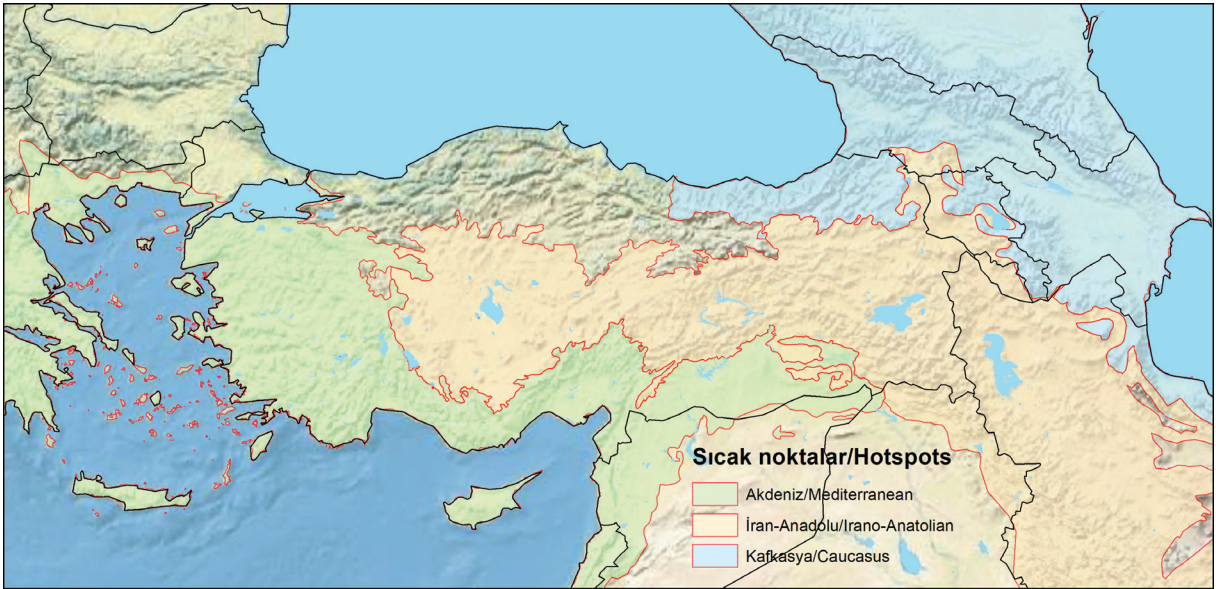 Sıcak noktalar/Hotspots
Akdeniz/Mediterranean
İran-Anadolu/Irano-Anatolian
Kafkasya/Caucasus